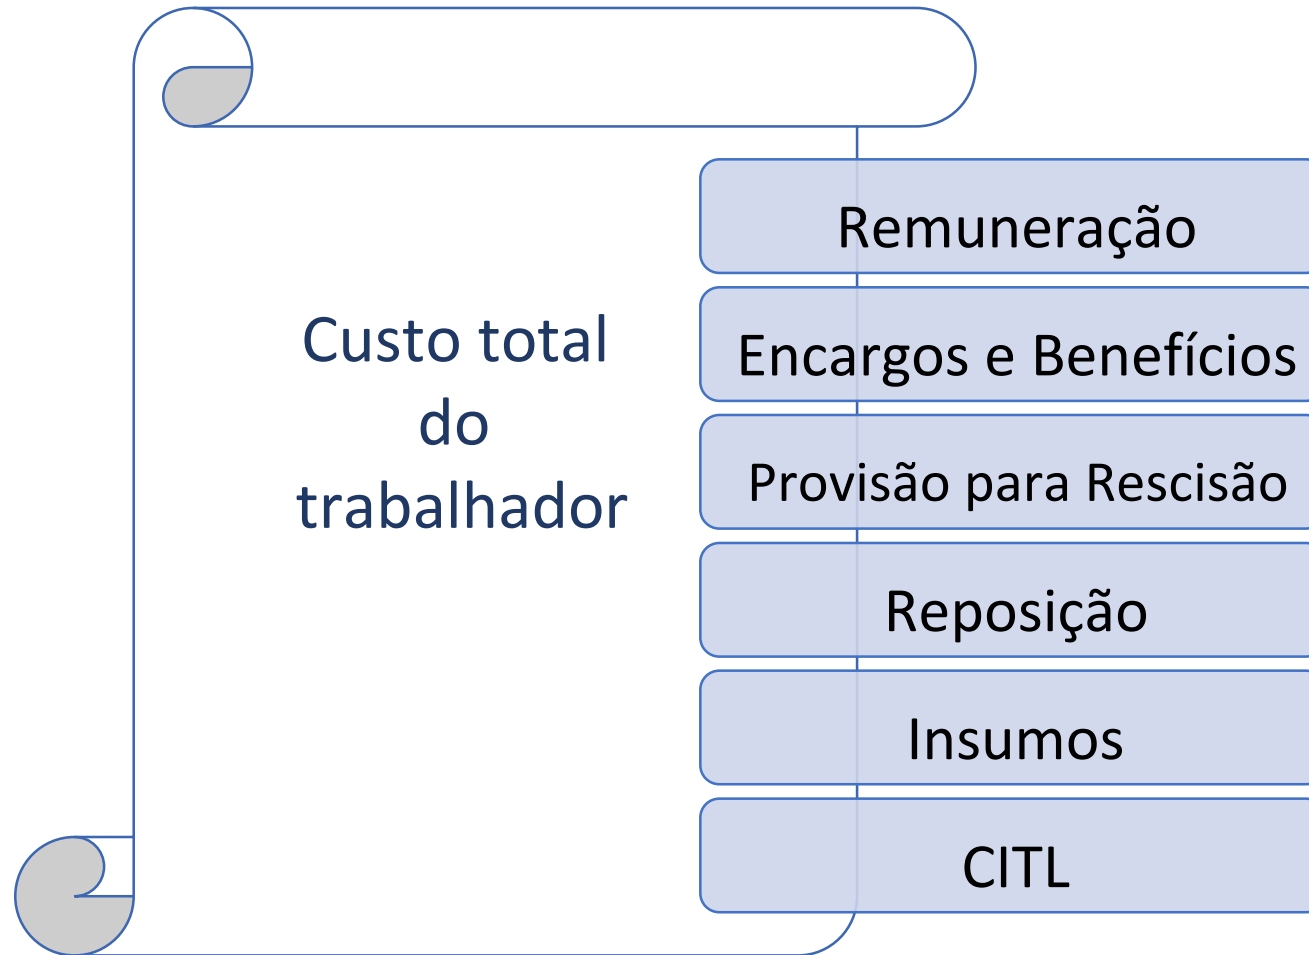 Custo total
do
trabalhador
Remuneração
Encargos e Benefícios
Provisão para Rescisão
Reposição
Insumos
CITL